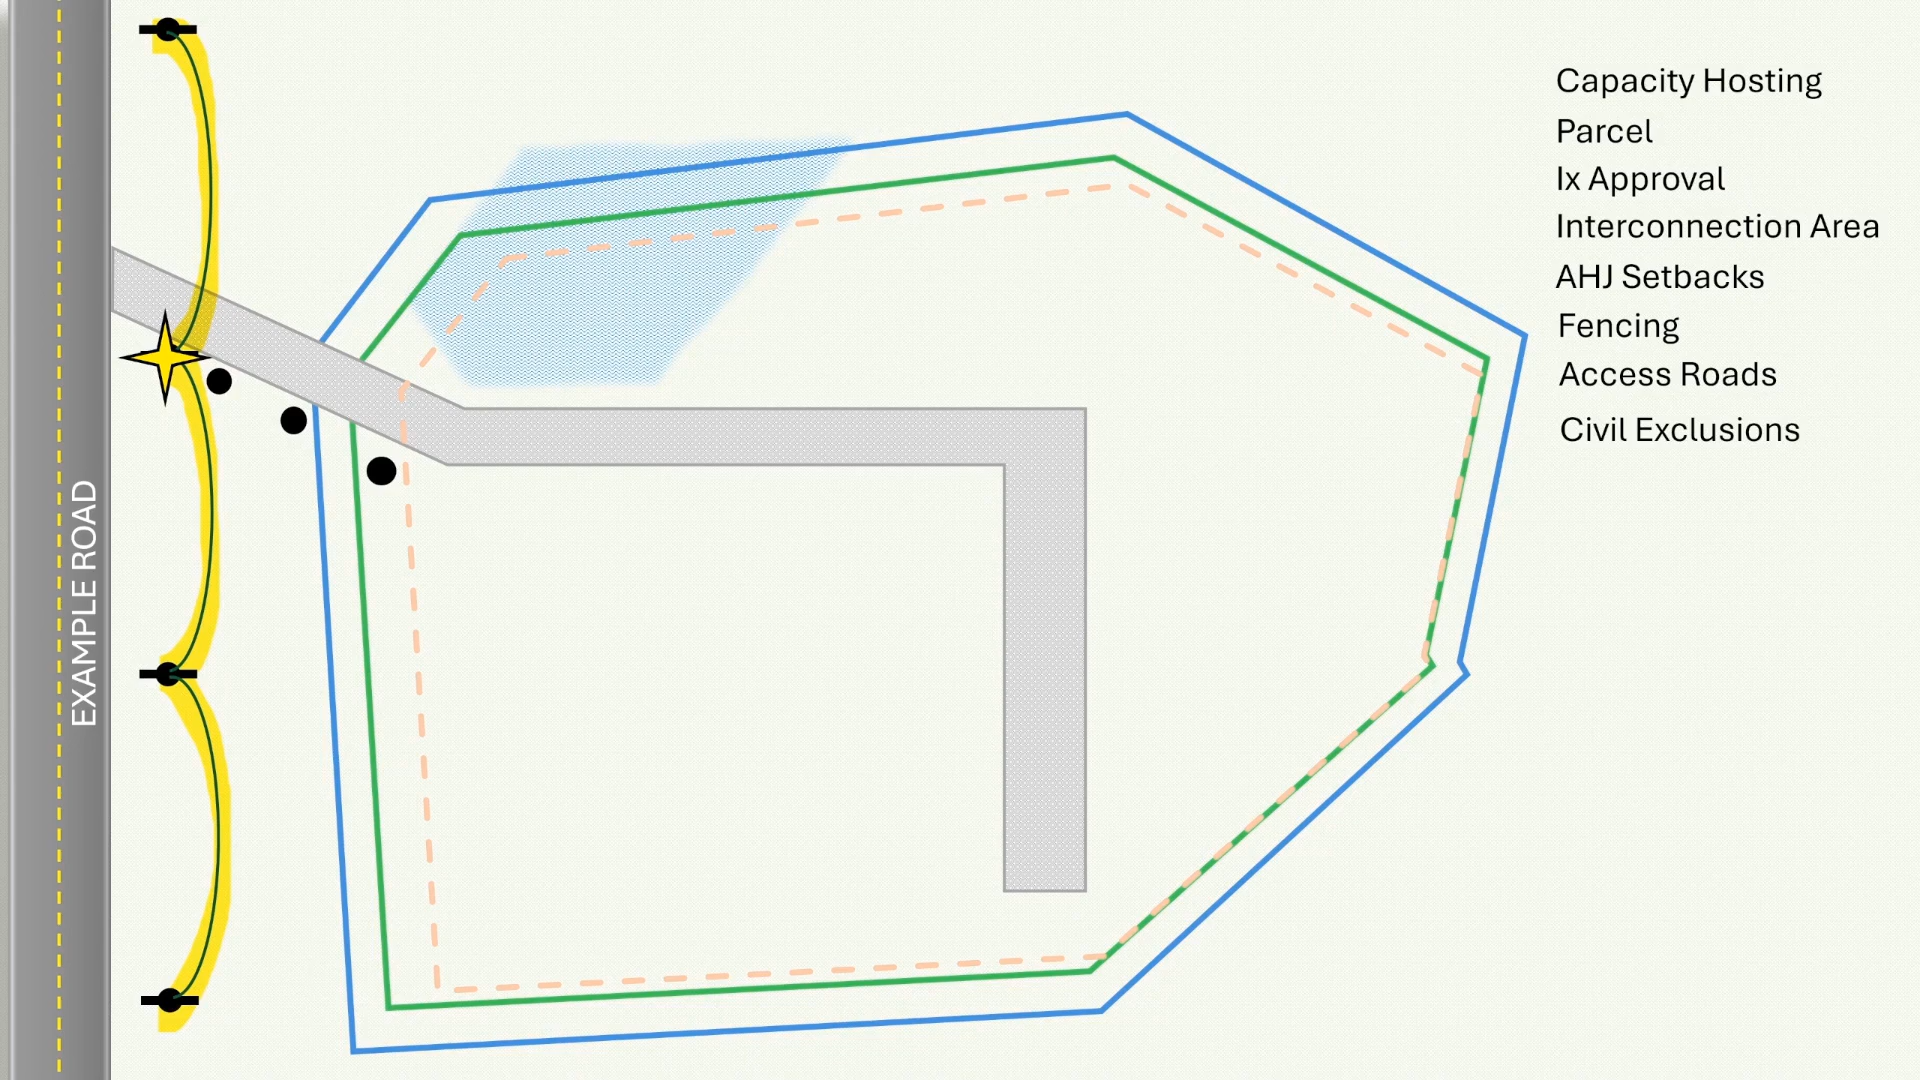 EXAMPLE ROAD
Capacity Hosting
Parcel
Ix Approval
Interconnection Area
AHJ Setbacks
Fencing
Access Roads
Civil Exclusions